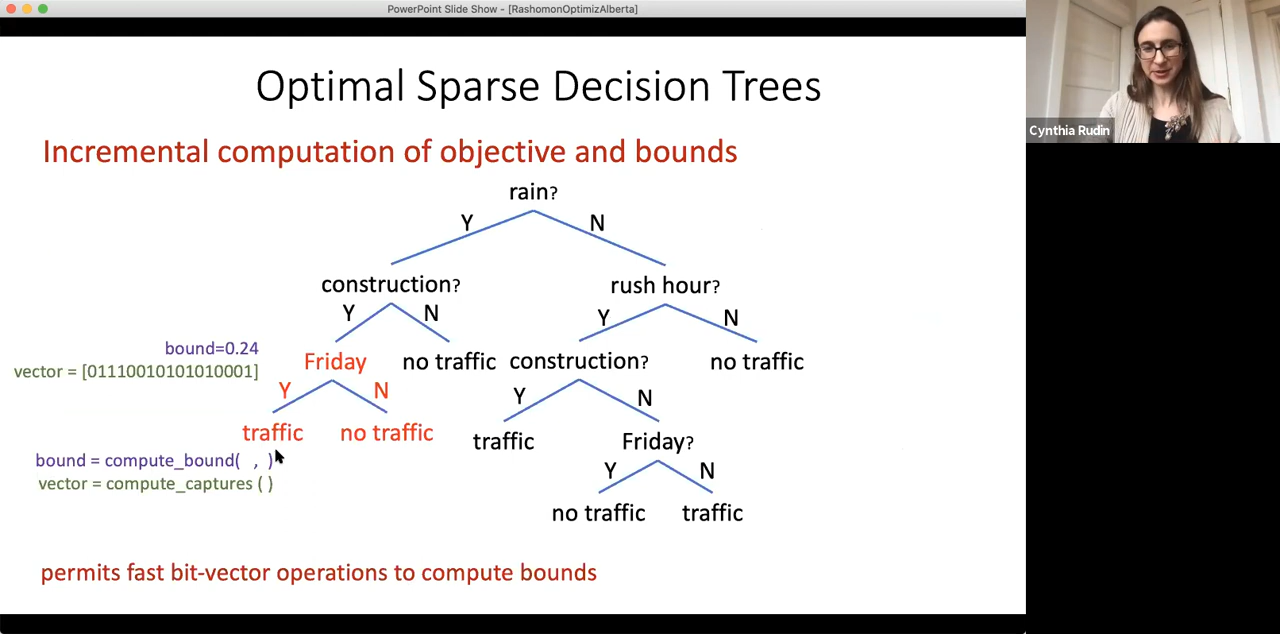 PowerPoint Slide Show - [RashomonOptimizAlberta]
Optimal Sparse Decision Trees
Cynthia Rudin
Incremental computation of objective and bounds
rain?
Y N
construction? rush hour?
Y N Y N
bound=0.24
Friday no traffic construction? no traffic
vector = [01110010101010001]
Y N Y N
traffic no traffic traffic Friday?
bound = compute_bound( , )
Y N
vector = compute_captures ( )
no traffic traffic
permits fast bit-vector operations to compute bounds